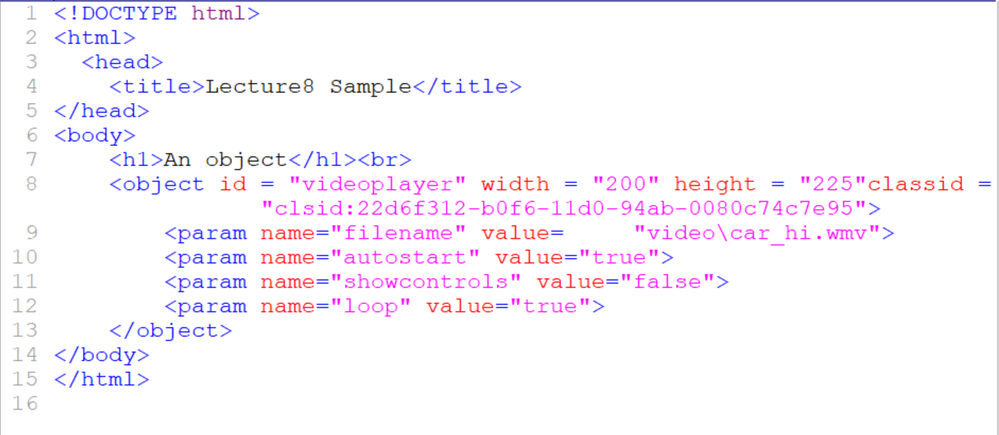 1 <!DOCTYPE html>
2 <html>
3   <head>
4     <title>Lecture8 Sample</title>
5 </head>
6 <body>
7     <h1>An object</h1><br>
8     <object id = "videoplayer" width = "200" height = "225"classid =
               "clsid:22d6f312-b0f6-11d0-94ab-0080c74c7e95">
9         <param name="filename" value=     "video\car_hi.wmv">
10         <param name="autostart" value="true">
11         <param name="showcontrols" value="false">
12         <param name="loop" value="true">
13     </object>
14 </body>
15 </html>
16